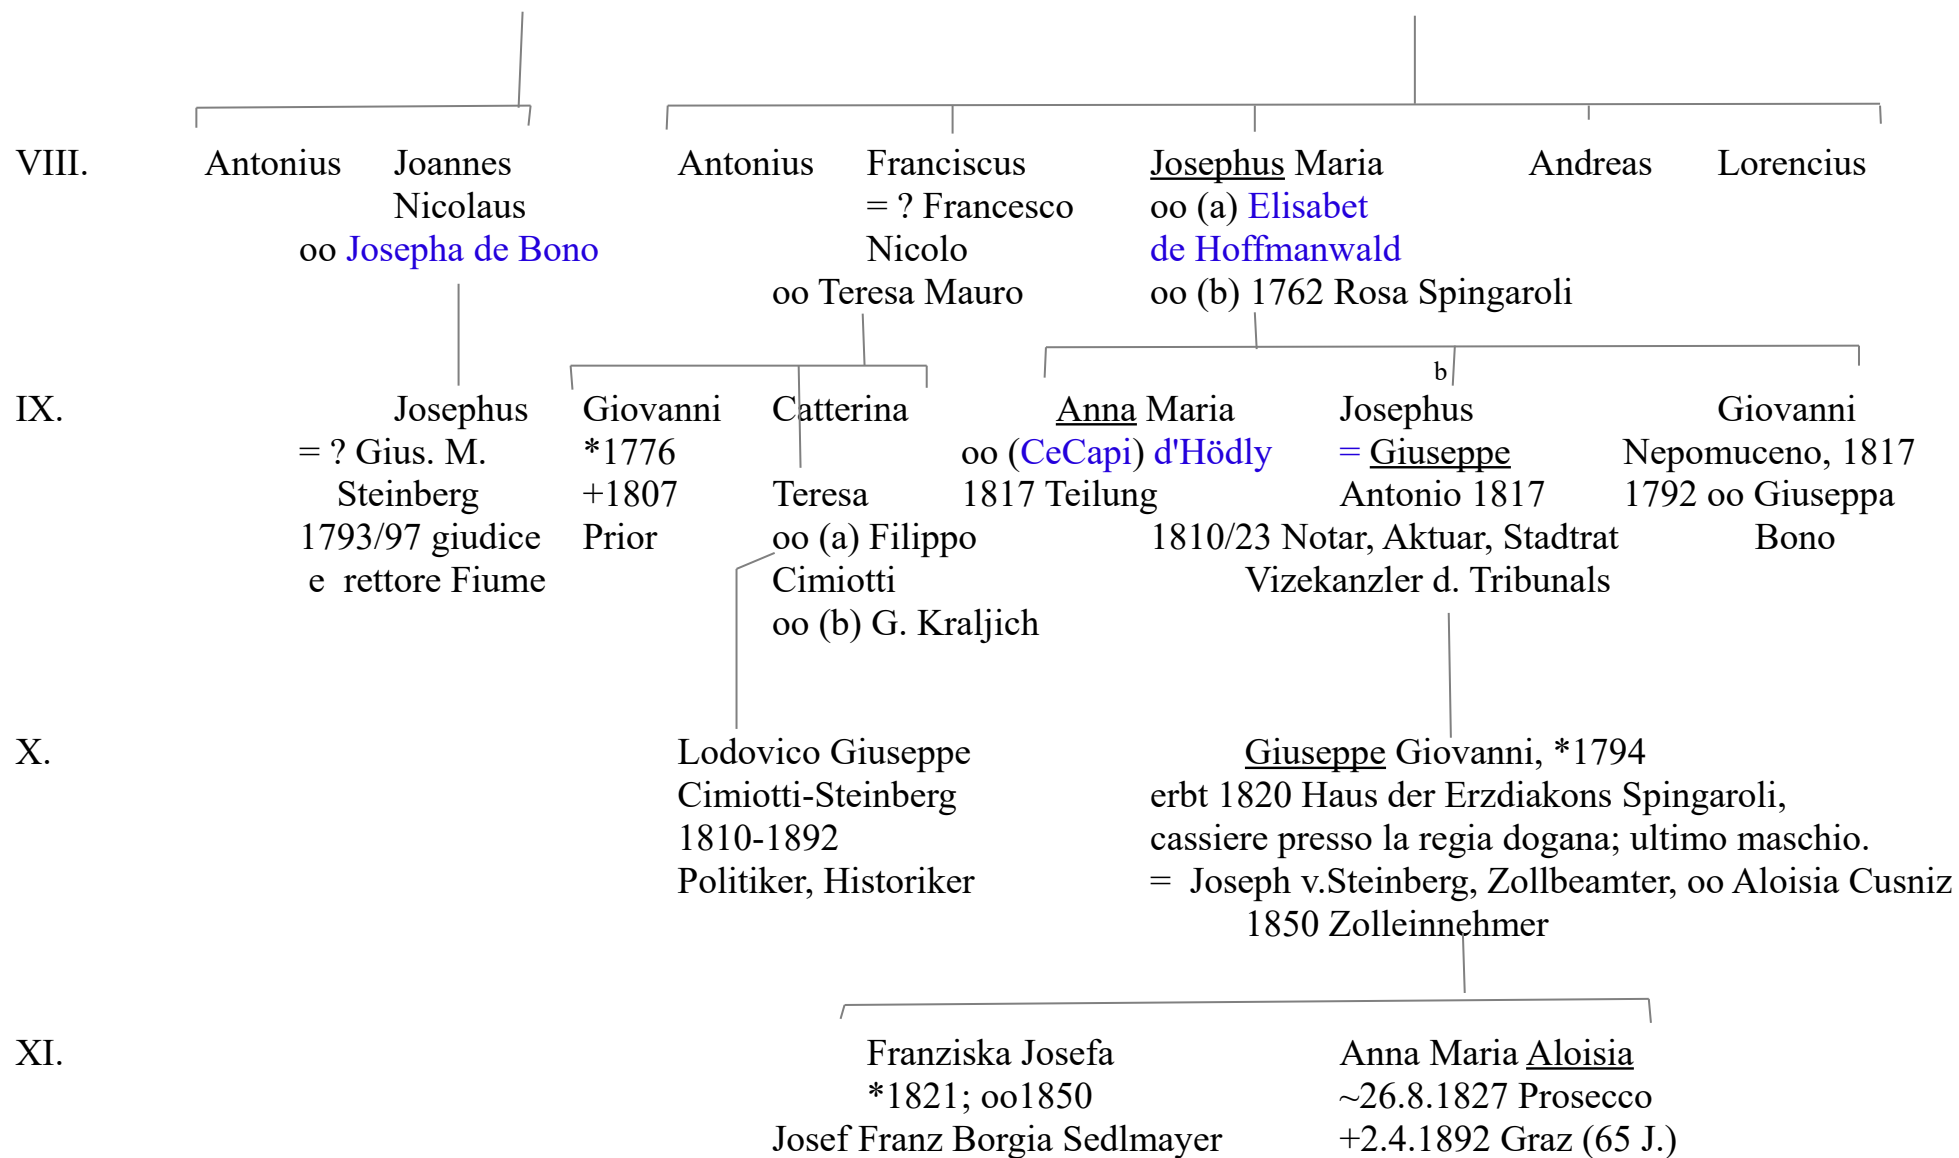 VIII. Antonius Joannes Antonius Franciscus Josephus Maria Andreas Lorencius
Nicolaus = ? Francesco oo (a) Elisabet
oo Josepha de Bono Nicolo de Hoffmanwald
oo Teresa Mauro oo (b) 1762 Rosa Spingaroli
b
IX. Josephus Giovanni Catterina Anna Maria Josephus Giovanni
= ? Gius. M. *1776 oo (CeCapi) d'Hödly = Giuseppe Nepomuceno, 1817
Steinberg +1807 Teresa 1817 Teilung Antonio 1817 1792 oo Giuseppa
1793/97 giudice Prior oo (a) Filippo 1810/23 Notar, Aktuar, Stadtrat Bono
e rettore Fiume Cimiotti Vizekanzler d. Tribunals
oo (b) G. Kraljich
X. Lodovico Giuseppe Giuseppe Giovanni, *1794
Cimiotti-Steinberg erbt 1820 Haus der Erzdiakons Spingaroli,
1810-1892 cassiere presso la regia dogana; ultimo maschio.
Politiker, Historiker = Joseph v.Steinberg, Zollbeamter, oo Aloisia Cusniz
1850 Zolleinnehmer
XI. Franziska Josefa Anna Maria Aloisia
*1821; oo1850 ~26.8.1827 Prosecco
Josef Franz Borgia Sedlmayer +2.4.1892 Graz (65 J.)